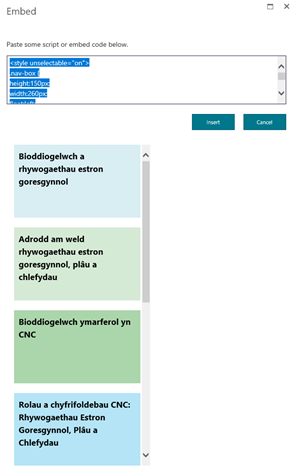 Embed
Paste some script or embed code below.
<style unselectable="on">
.nav-box {
height:150px;
width:260px;
Insert
Cancel
Bioddiogelwch a
rhywogaethau estron
goresgynnol
Adrodd am weld
rhywogaethau estron
goresgynnol, plâu a
chlefydau
Bioddiogelwch ymarferol yn
CNC
Rolau a chyfrifoldebau CNC:
Rhywogaethau Estron
Goresgynnol, Plâu a
Chlefydau